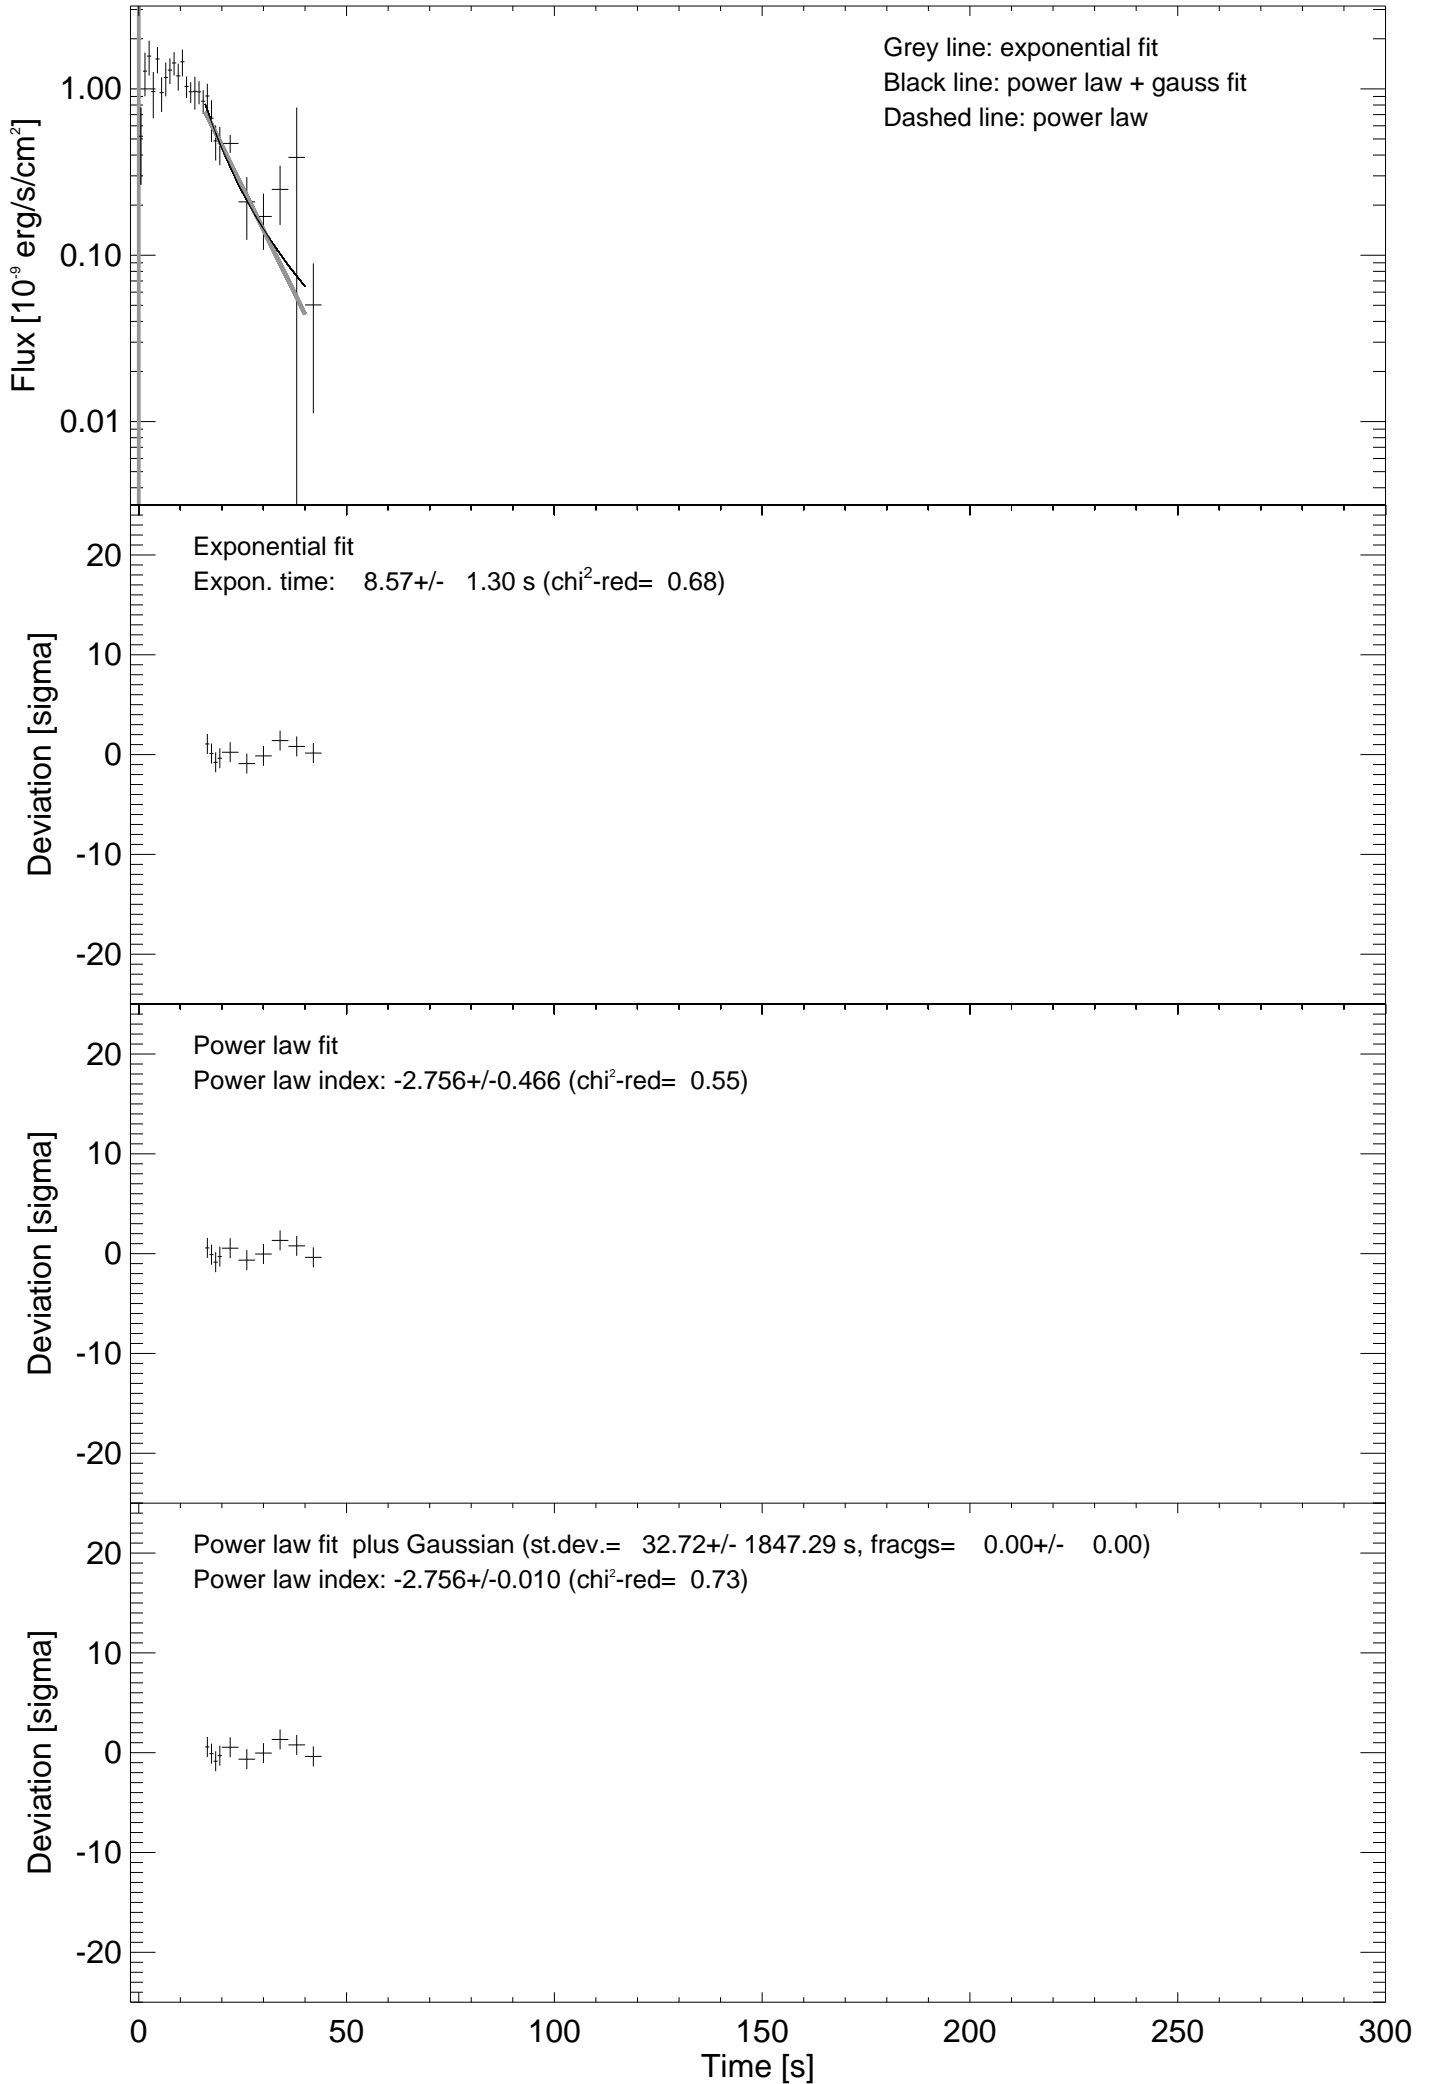 Grey line: exponential fit
Black line: power law + gauss fit
Dashed line: power law
Flux [10⁻⁹ erg/s/cm²]
1.00
0.10
0.01
Exponential fit
Expon. time: 8.57+/- 1.30 s (chi²-red= 0.68)
Deviation [sigma]
20
10
0
-10
-20
Power law fit
Power law index: -2.756+/-0.466 (chi²-red= 0.55)
Deviation [sigma]
20
10
0
-10
-20
Power law fit plus Gaussian (st.dev.= 32.72+/- 1847.29 s, fracgs= 0.00+/- 0.00)
Power law index: -2.756+/-0.010 (chi²-red= 0.73)
Deviation [sigma]
20
10
0
-10
-20
0 50 100 150 200 250 300
Time [s]